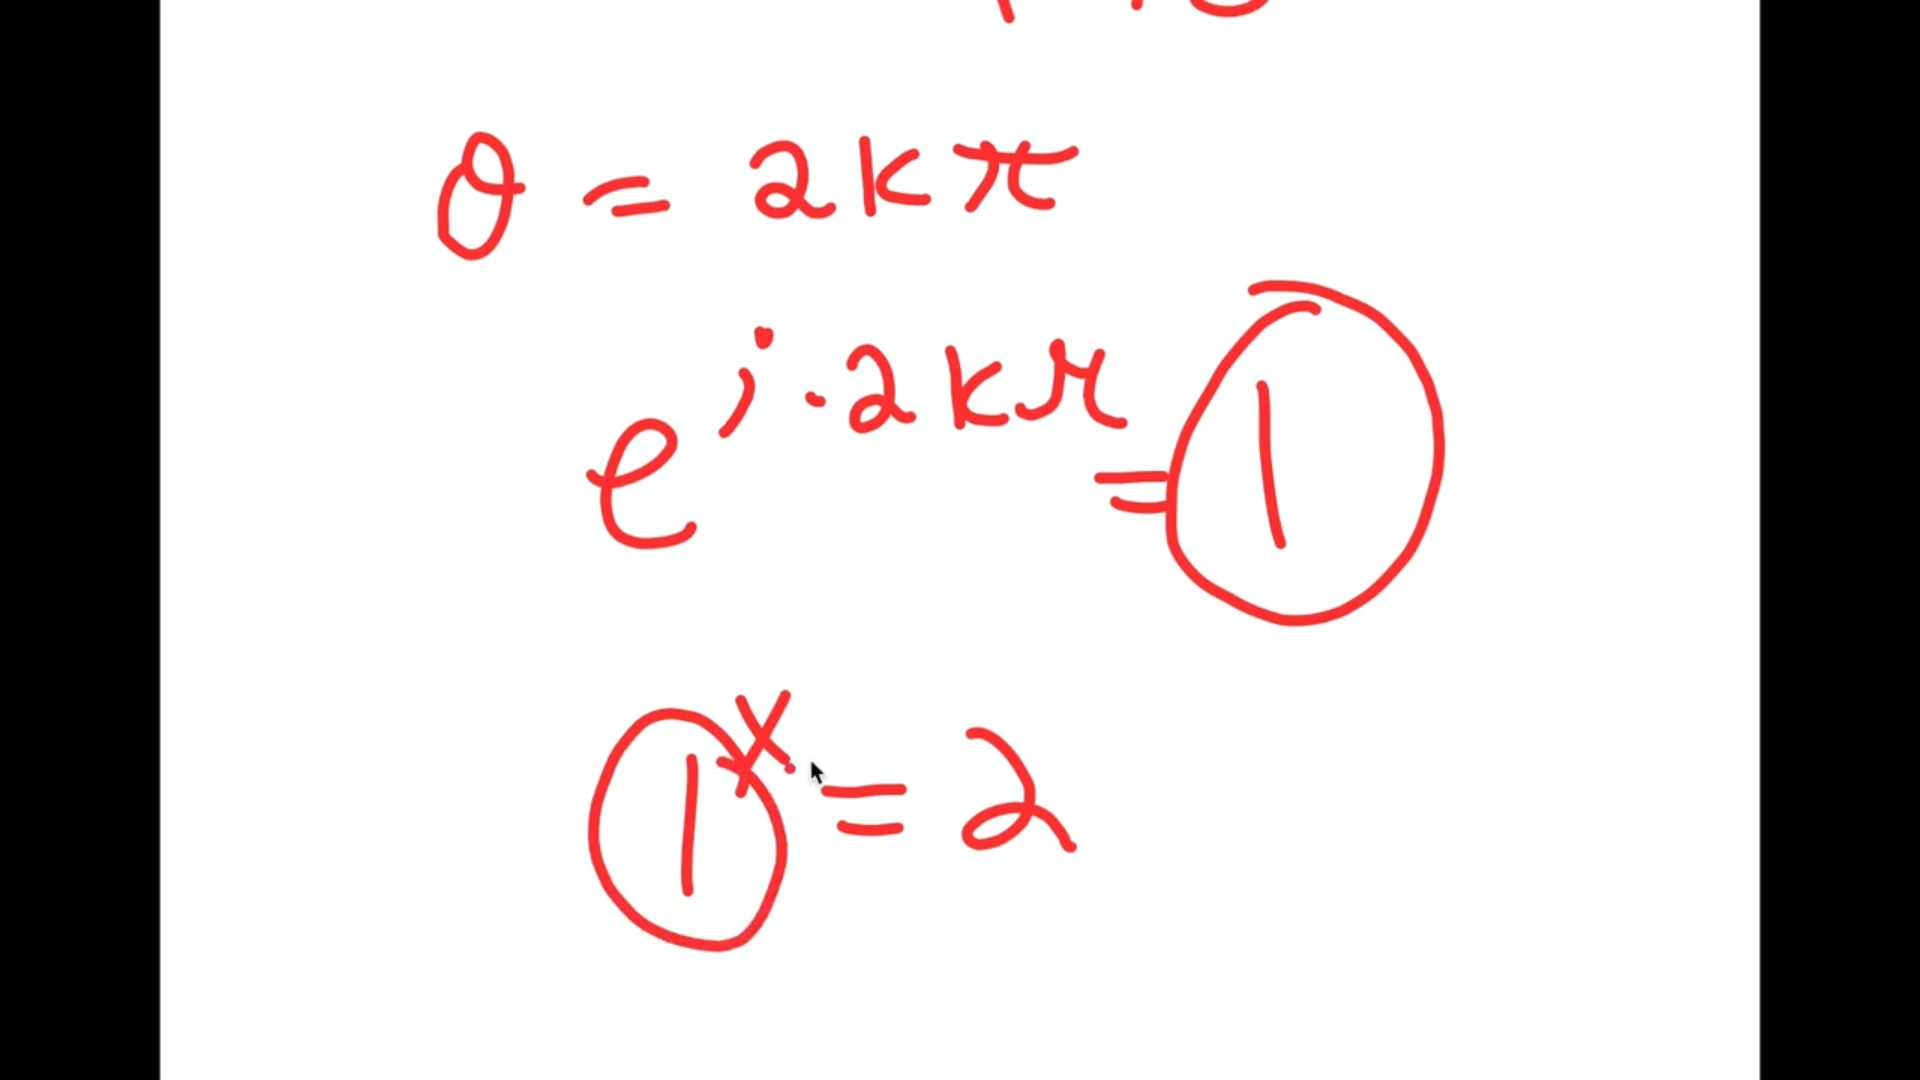 θ = 2kπ
e^{i·2kπ} = 1
1^x = 2